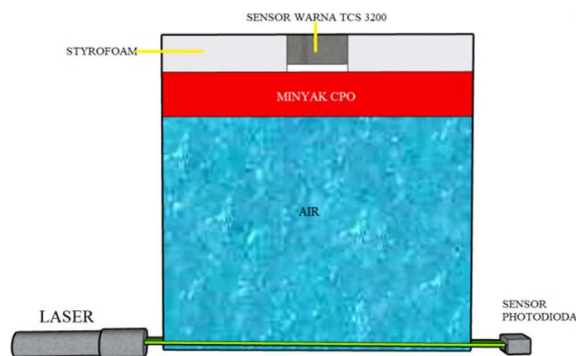 SENSOR WARNA TCS 3200
STYROFOAM
MINYAK CPO
AIR
LASER
SENSOR
PHOTODIODA